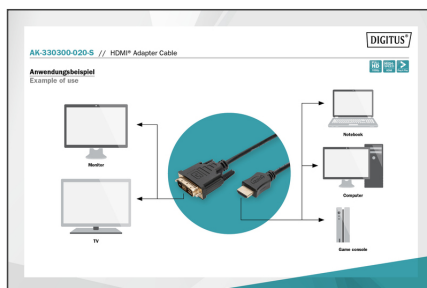 DIGITUS®
AK-330300-020-S // HDMI® Adapter Cable
Anwendungsbeispiel
Example of use
Monitor
TV
Notebook
Computer
Game console